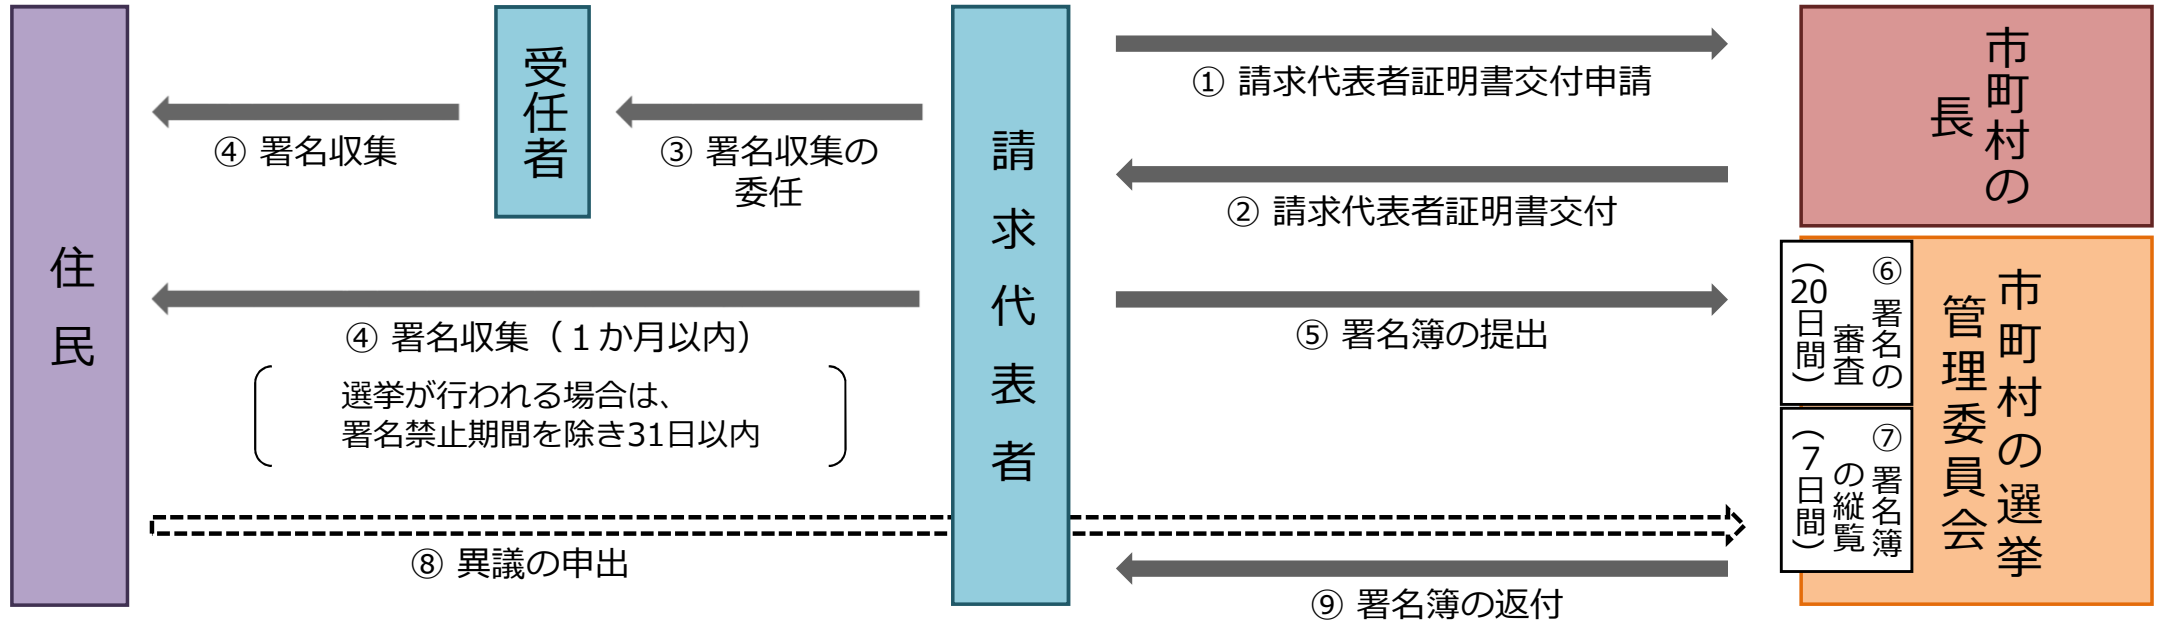 住民
④ 署名収集
受任者
③ 署名収集の
委任
④ 署名収集（１か月以内）
選挙が行われる場合は、
署名禁止期間を除き31日以内
⑧ 異議の申出
請求代表者
① 請求代表者証明書交付申請
② 請求代表者証明書交付
⑤ 署名簿の提出
⑨ 署名簿の返付
市町村の
長
⑥ 署名の
審査
（20日間）
⑦ 署名簿
の縦覧
（7日間）
市町村の選挙
管理委員会